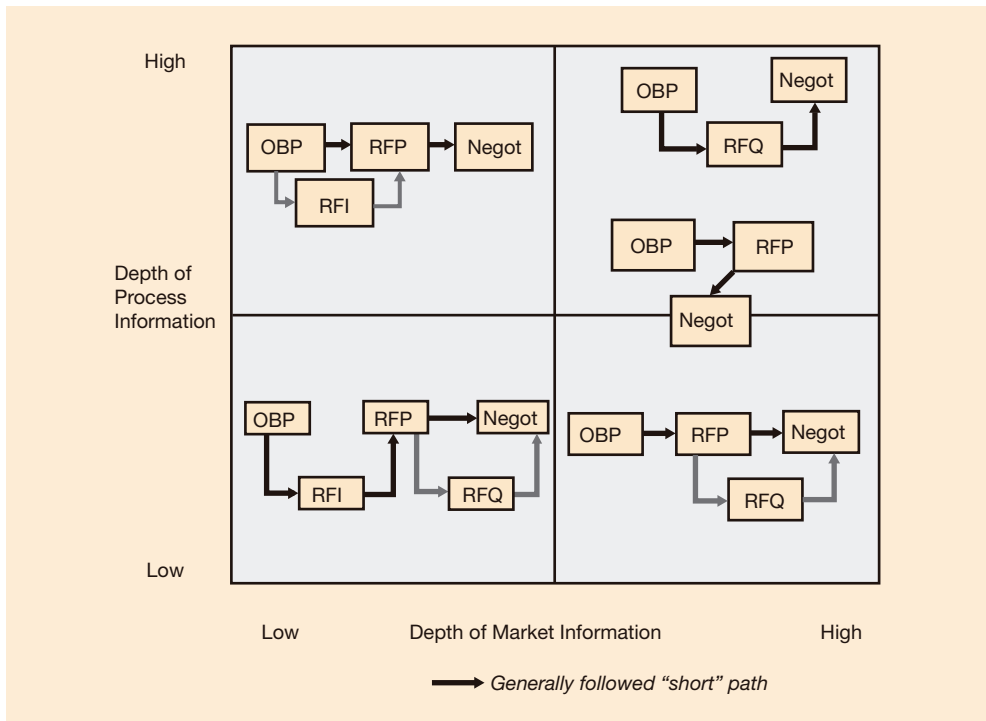 High
OBP
RFP
Negot
RFI
OBP
Negot
RFQ
OBP
RFP
Negot
Depth of
Process
Information
OBP
RFP
Negot
RFI
RFQ
OBP
RFP
Negot
RFQ
Low
Low
Depth of Market Information
High
Generally followed “short” path